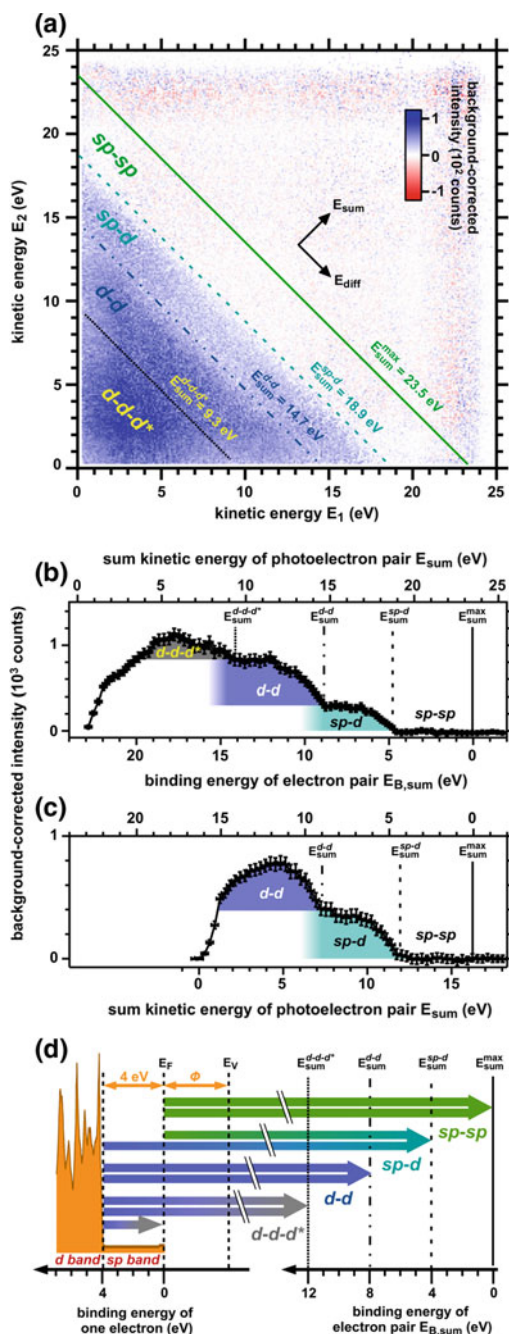 (a)
25
20
15
10
5
0
kinetic energy E2 (eV)
sp-sp
sp-d
d-d
d-d-d*
Esum
Ediff
1
0
-1
background-corrected
intensity (10² counts)
Esum^max = 23.5 eV
Esum^sp-d = 18.9 eV
Esum^d-d = 14.7 eV
Esum^d-d-d* = 9.3 eV
0 5 10 15 20 25
kinetic energy E1 (eV)
sum kinetic energy of photoelectron pair Esum (eV)
(b) 0 5 10 15 20 25
Esum^d-d-d* Esum^d-d Esum^sp-d Esum^max
1
0
d-d-d*
d-d
sp-d
sp-sp
20 15 10 5 0
binding energy of electron pair EB,sum (eV)
background-corrected intensity (10³ counts)
(c) 20 15 10 5 0
Esum^d-d Esum^sp-d Esum^max
1
0
d-d
sp-d
sp-sp
0 5 10 15
sum kinetic energy of photoelectron pair Esum (eV)
(d)
4 eV
EF
Φ
EV
Esum^d-d-d* Esum^d-d Esum^sp-d Esum^max
sp-sp
sp-d
d-d
d-d-d*
d band sp band
4 0
12 8 4 0
binding energy of
one electron (eV)
binding energy of
electron pair EB,sum (eV)